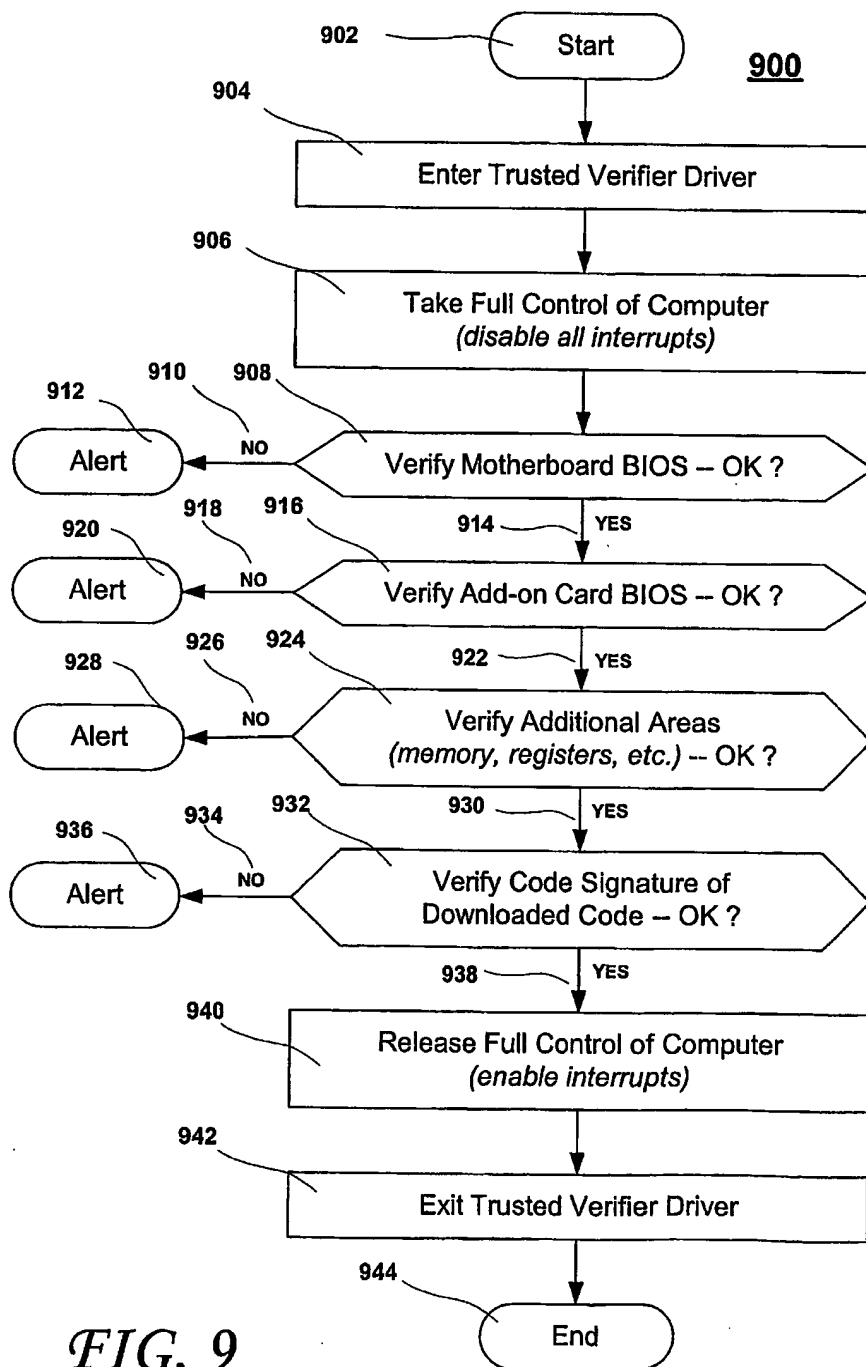 902
Start
900
904
Enter Trusted Verifier Driver
906
Take Full Control of Computer
(disable all interrupts)
910
908
912
Alert
NO
Verify Motherboard BIOS -- OK ?
914
YES
918
916
920
Alert
NO
Verify Add-on Card BIOS -- OK ?
922
YES
926
924
928
Alert
NO
Verify Additional Areas
(memory, registers, etc.) -- OK ?
930
YES
934
932
936
Alert
NO
Verify Code Signature of
Downloaded Code -- OK ?
938
YES
940
Release Full Control of Computer
(enable interrupts)
942
Exit Trusted Verifier Driver
944
End
FIG. 9